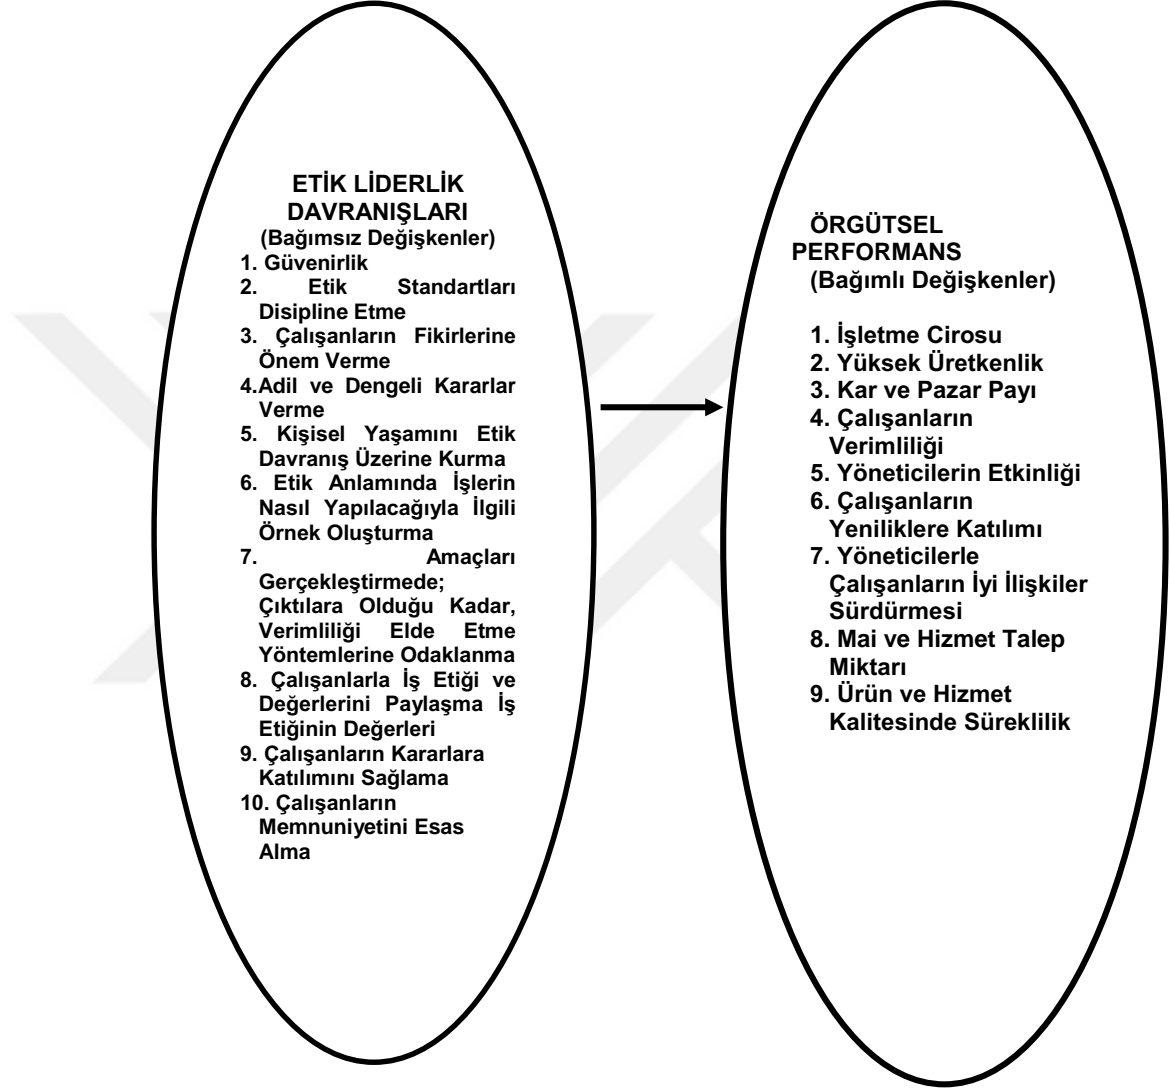 ETİK LİDERLİK
DAVRANIŞLARI
(Bağımsız Değişkenler)
1. Güvenirlik
2. Etik Standartları
Disipline Etme
3. Çalışanların Fikirlerine
Önem Verme
4.Adil ve Dengeli Kararlar
Verme
5. Kişisel Yaşamını Etik
Davranış Üzerine Kurma
6. Etik Anlamında İşlerin
Nasıl Yapılacağıyla İlgili
Örnek Oluşturma
7. Amaçları
Gerçekleştirmede;
Çıktılara Olduğu Kadar,
Verimliliği Elde Etme
Yöntemlerine Odaklanma
8. Çalışanlarla İş Etiği ve
Değerlerini Paylaşma İş
Etiğinin Değerleri
9. Çalışanların Kararlara
Katılımını Sağlama
10. Çalışanların
Memnuniyetini Esas
Alma
ÖRGÜTSEL
PERFORMANS
(Bağımlı Değişkenler)
1. İşletme Cirosu
2. Yüksek Üretkenlik
3. Kar ve Pazar Payı
4. Çalışanların
Verimliliği
5. Yöneticilerin Etkinliği
6. Çalışanların
Yeniliklere Katılımı
7. Yöneticilerle
Çalışanların İyi İlişkiler
Sürdürmesi
8. Mai ve Hizmet Talep
Miktarı
9. Ürün ve Hizmet
Kalitesinde Süreklilik